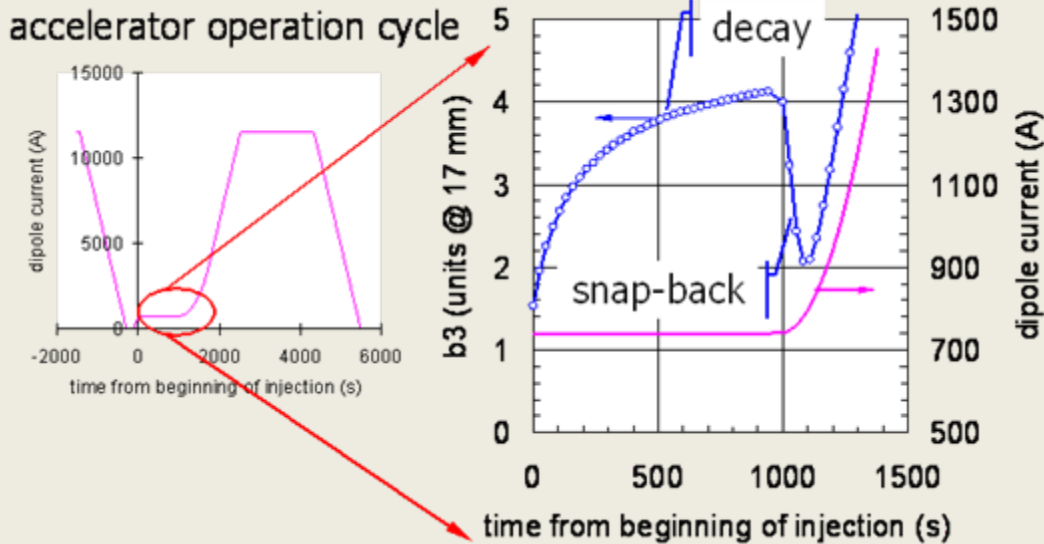 accelerator operation cycle
15000
10000
5000
0
-2000 0 2000 4000 6000
dipole current (A)
time from beginning of injection (s)
5
4
3
2
1
0
b3 (units @ 17 mm)
decay
snap-back
1500
1300
1100
900
700
500
dipole current (A)
0 500 1000 1500
time from beginning of injection (s)